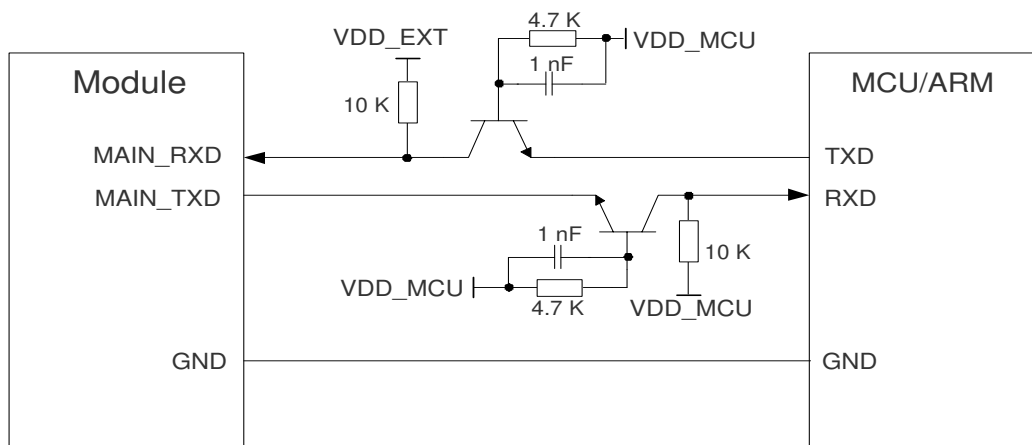 4.7 K
VDD_EXT
VDD_MCU
1 nF
Module
MCU/ARM
10 K
MAIN_RXD
TXD
MAIN_TXD
RXD
1 nF
10 K
VDD_MCU
4.7 K
VDD_MCU
GND
GND